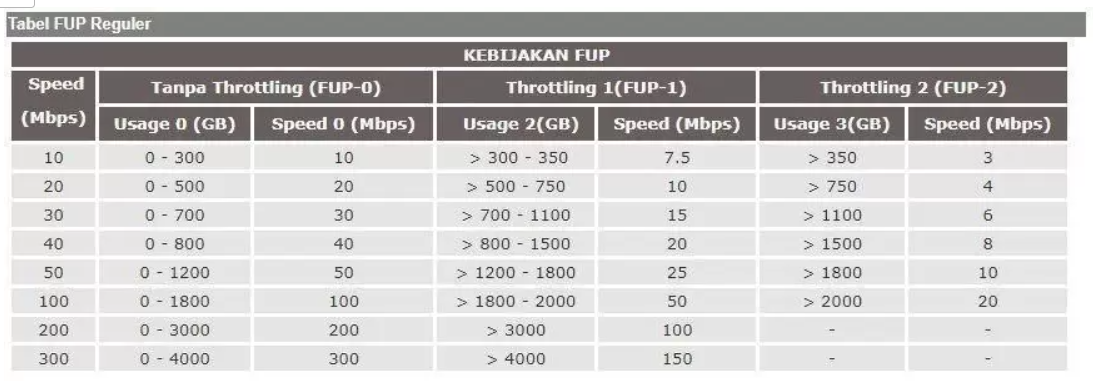 Tabel FUP Reguler
KEBIJAKAN FUP
Speed (Mbps) Tanpa Throttling (FUP-0) Throttling 1(FUP-1) Throttling 2 (FUP-2)
Usage 0 (GB) Speed 0 (Mbps) Usage 2(GB) Speed (Mbps) Usage 3(GB) Speed (Mbps)
10 0 - 300 10 > 300 - 350 7.5 > 350 3
20 0 - 500 20 > 500 - 750 10 > 750 4
30 0 - 700 30 > 700 - 1100 15 > 1100 6
40 0 - 800 40 > 800 - 1500 20 > 1500 8
50 0 - 1200 50 > 1200 - 1800 25 > 1800 10
100 0 - 1800 100 > 1800 - 2000 50 > 2000 20
200 0 - 3000 200 > 3000 100 - -
300 0 - 4000 300 > 4000 150 - -